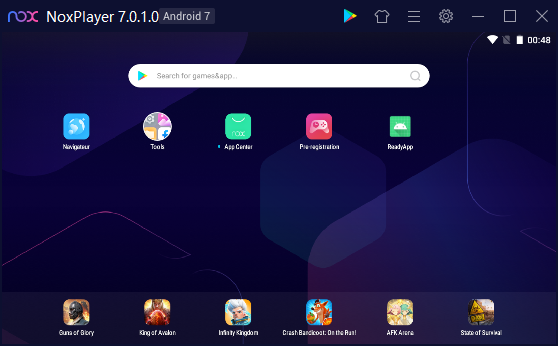 nox NoxPlayer 7.0.1.0 Android 7
00:48
Search for games&app...
Navigateur Tools App Center Pre-registration ReadyApp
Guns of Glory King of Avalon Infinity Kingdom Crash Bandicoot: On the Run! AFK Arena State of Survival